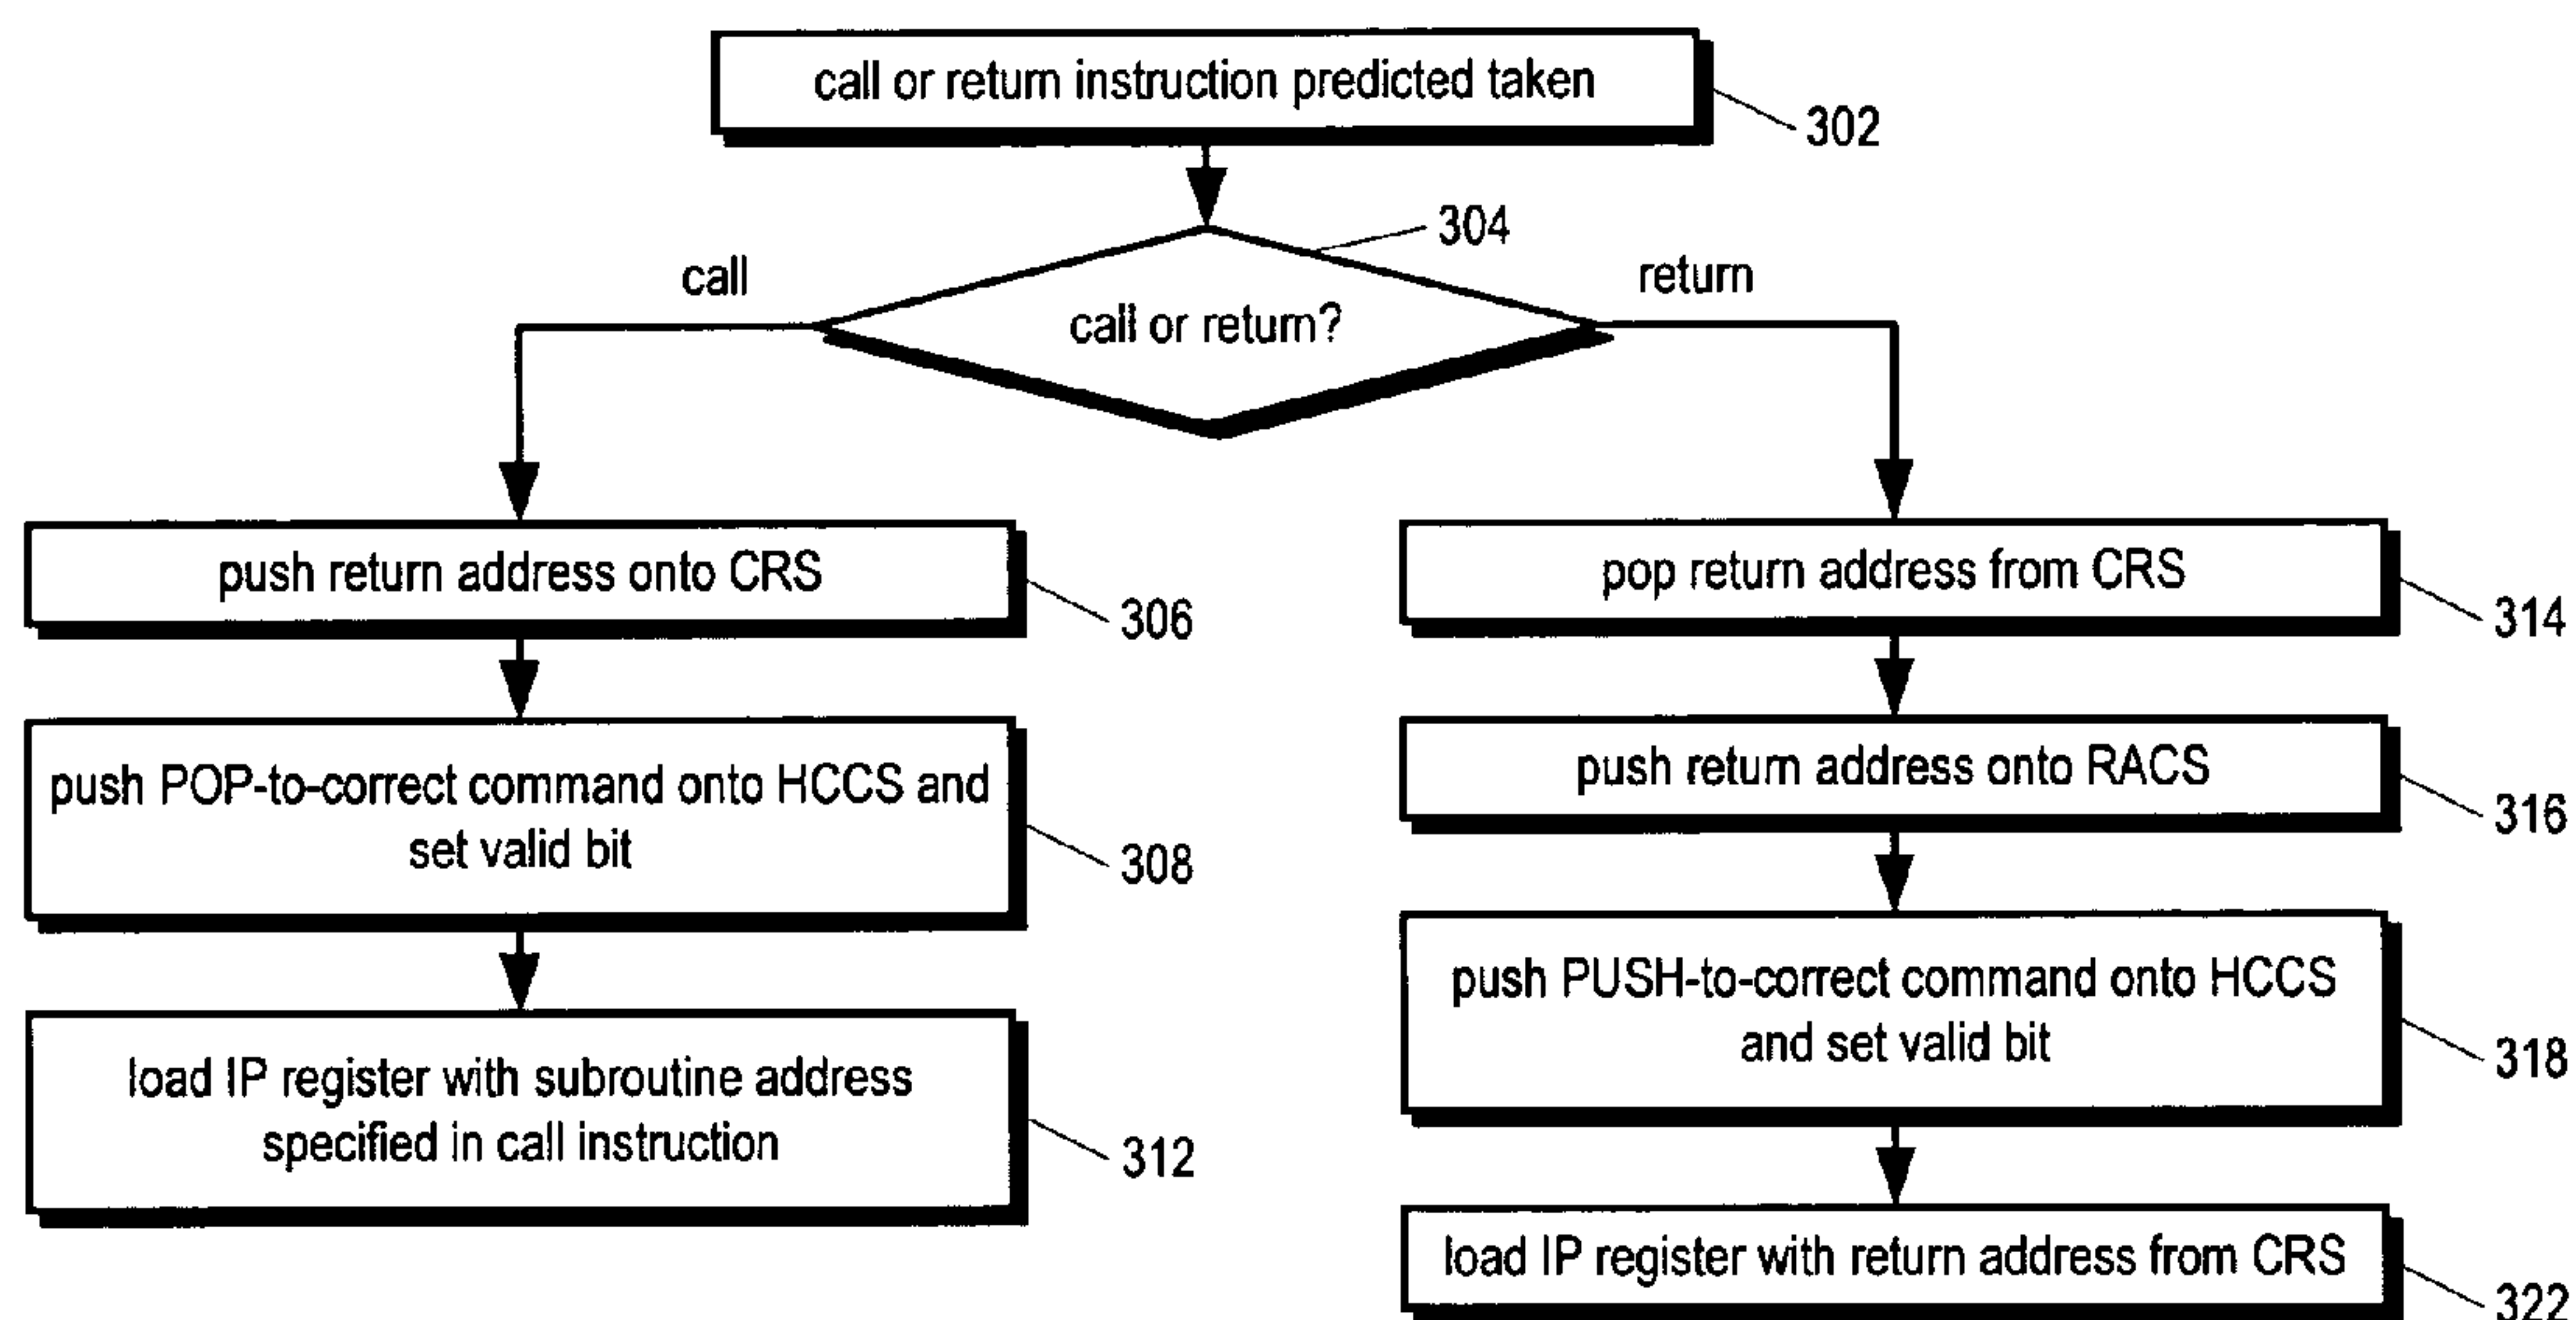 call or return instruction predicted taken
302
304
call
return
call or return?
push return address onto CRS
306
push POP-to-correct command onto HCCS and
set valid bit
308
load IP register with subroutine address
specified in call instruction
312
pop return address from CRS
314
push return address onto RACS
316
push PUSH-to-correct command onto HCCS
and set valid bit
318
load IP register with return address from CRS
322